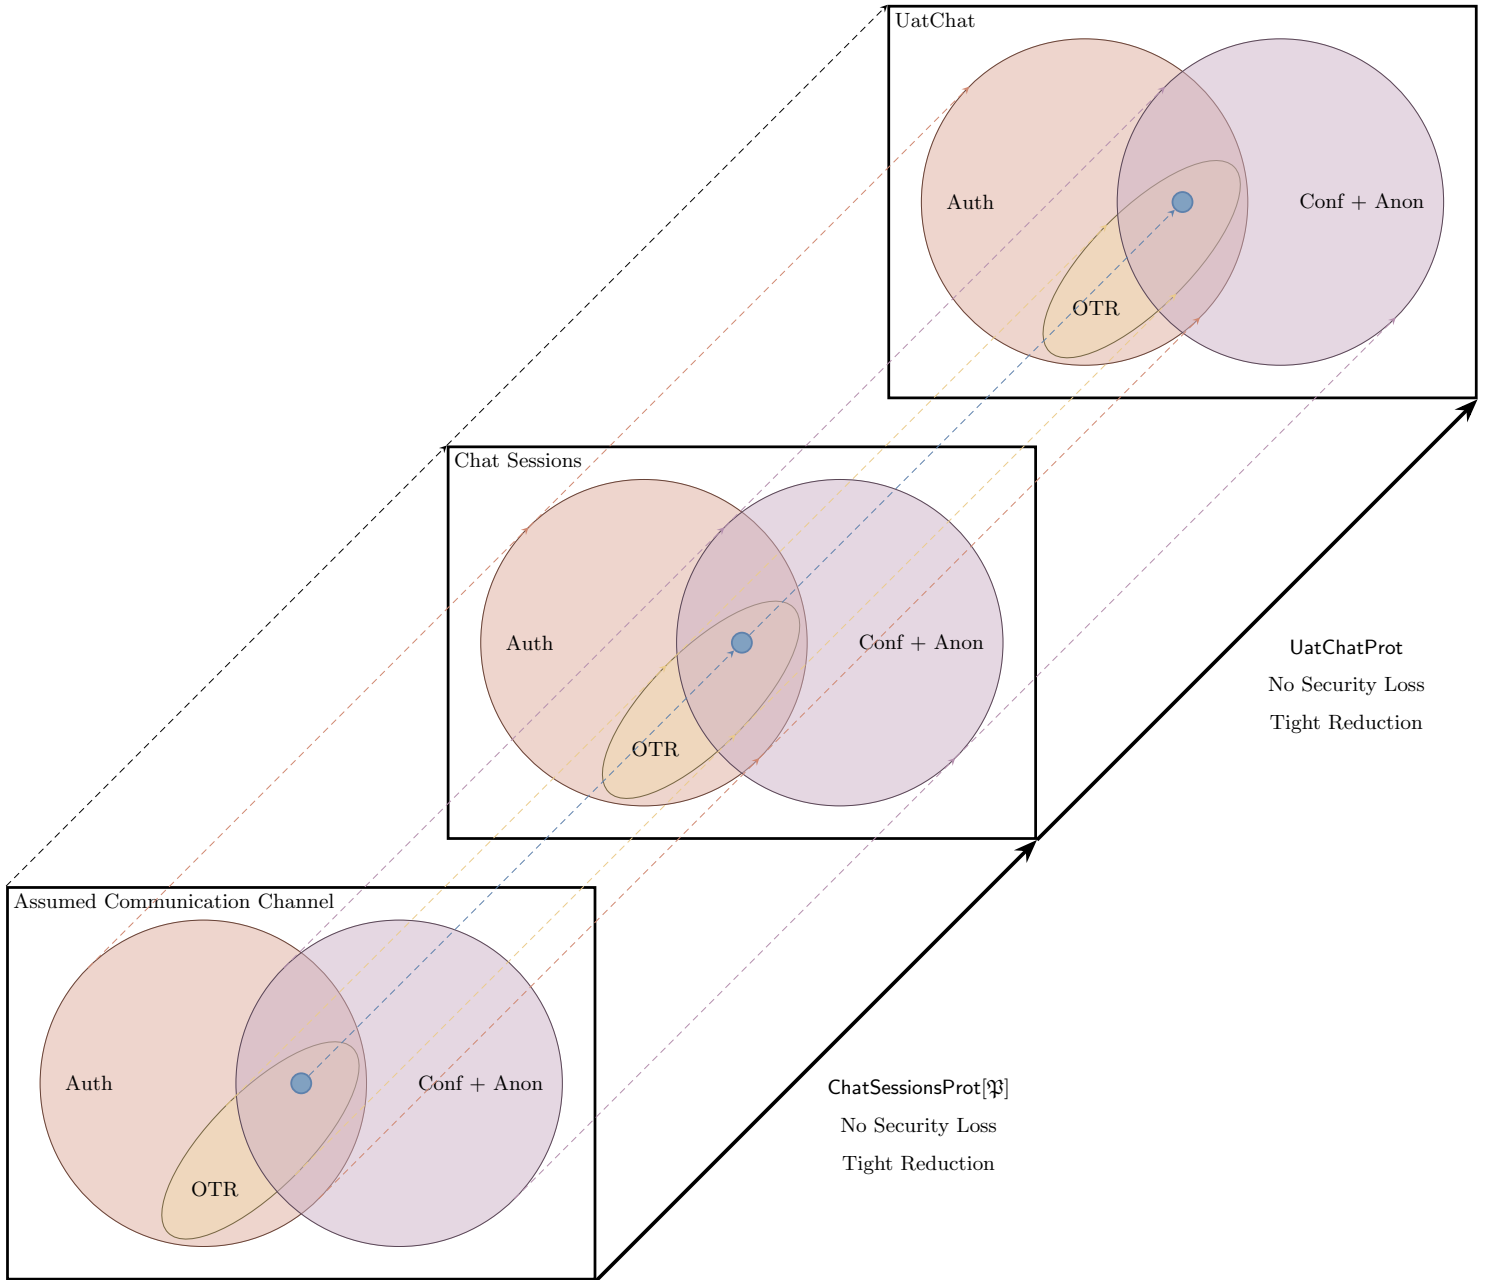 UatChat
Auth
Conf + Anon
OTR
Chat Sessions
Auth
Conf + Anon
OTR
UatChatProt
No Security Loss
Tight Reduction
Assumed Communication Channel
Auth
Conf + Anon
OTR
ChatSessionsProt[𝔓]
No Security Loss
Tight Reduction